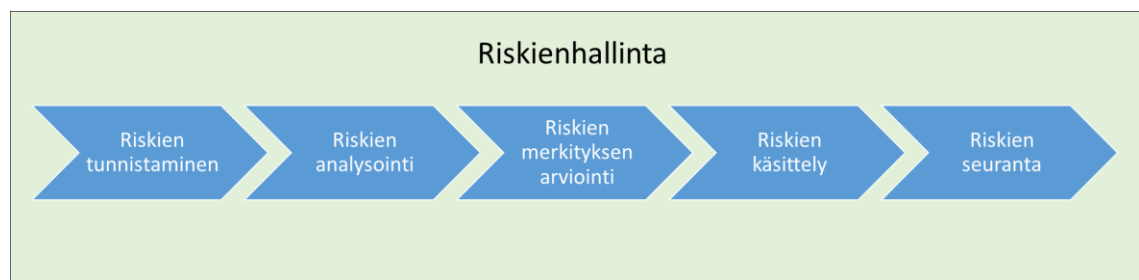 Riskienhallinta
Riskien
tunnistaminen
Riskien
analysointi
Riskien
merkityksen
arviointi
Riskien
käsittely
Riskien
seuranta